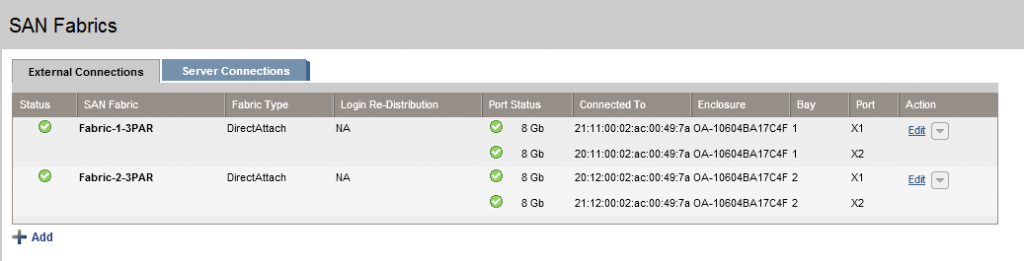 SAN Fabrics
External Connections Server Connections
Status SAN Fabric Fabric Type Login Re-Distribution Port Status Connected To Enclosure Bay Port Action
Fabric-1-3PAR DirectAttach NA 8 Gb 21:11:00:02:ac:00:49:7a OA-10604BA17C4F 1 X1 Edit
8 Gb 20:11:00:02:ac:00:49:7a OA-10604BA17C4F 1 X2
Fabric-2-3PAR DirectAttach NA 8 Gb 20:12:00:02:ac:00:49:7a OA-10604BA17C4F 2 X1 Edit
8 Gb 21:12:00:02:ac:00:49:7a OA-10604BA17C4F 2 X2
Add